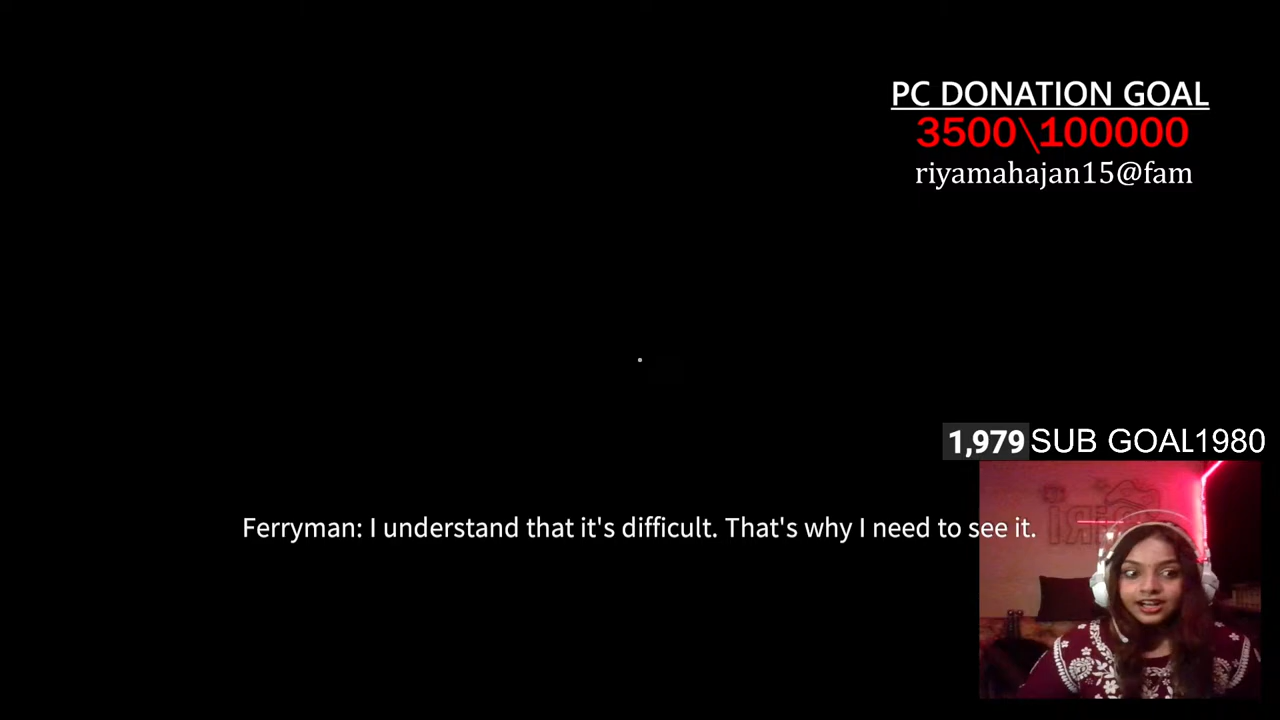 PC DONATION GOAL
3500\100000
riyamahajan15@fam
1,979 SUB GOAL1980
Ferryman: I understand that it's difficult. That's why I need to see it.